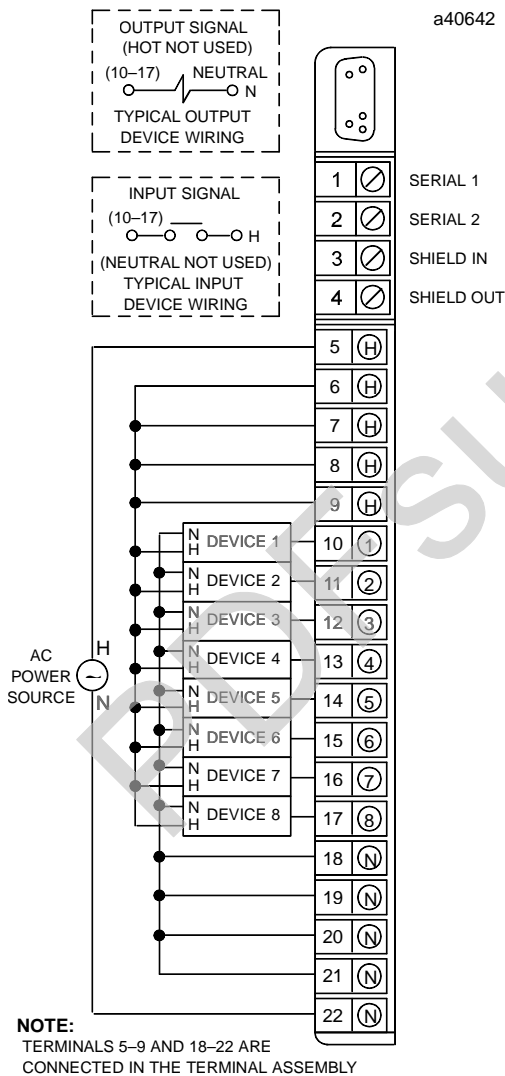 a40642
OUTPUT SIGNAL
(HOT NOT USED)
(10–17) NEUTRAL
N
TYPICAL OUTPUT
DEVICE WIRING
INPUT SIGNAL
(10–17)
H
(NEUTRAL NOT USED)
TYPICAL INPUT
DEVICE WIRING
1 SERIAL 1
2 SERIAL 2
3 SHIELD IN
4 SHIELD OUT
5 H
6 H
7 H
8 H
9 H
N H DEVICE 1 10 1
N H DEVICE 2 11 2
N H DEVICE 3 12 3
N H DEVICE 4 13 4
N H DEVICE 5 14 5
N H DEVICE 6 15 6
N H DEVICE 7 16 7
N H DEVICE 8 17 8
AC
POWER
SOURCE
H
~
N
18 N
19 N
20 N
21 N
22 N
NOTE:
TERMINALS 5–9 AND 18–22 ARE
CONNECTED IN THE TERMINAL ASSEMBLY